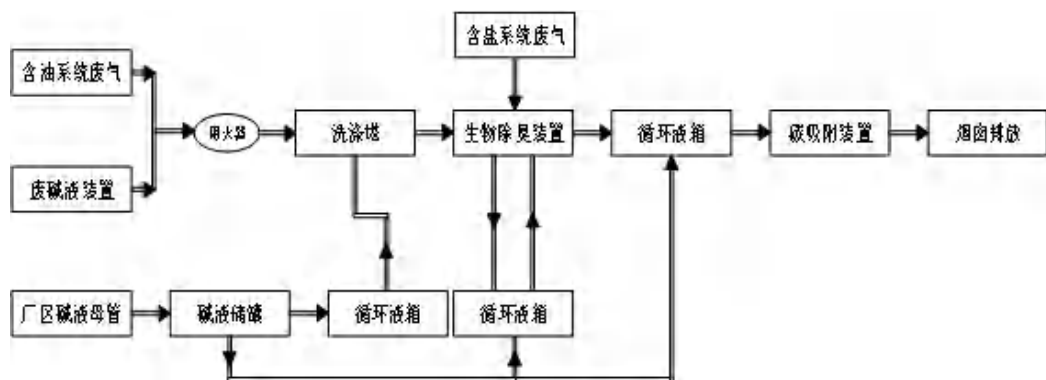 含盐系统废气
含油系统废气
阻火器
洗涤塔
生物除臭装置
循环液箱
碳吸附装置
烟囱排放
废碱液装置
厂区碱液母管
碱液储罐
循环液箱
循环液箱